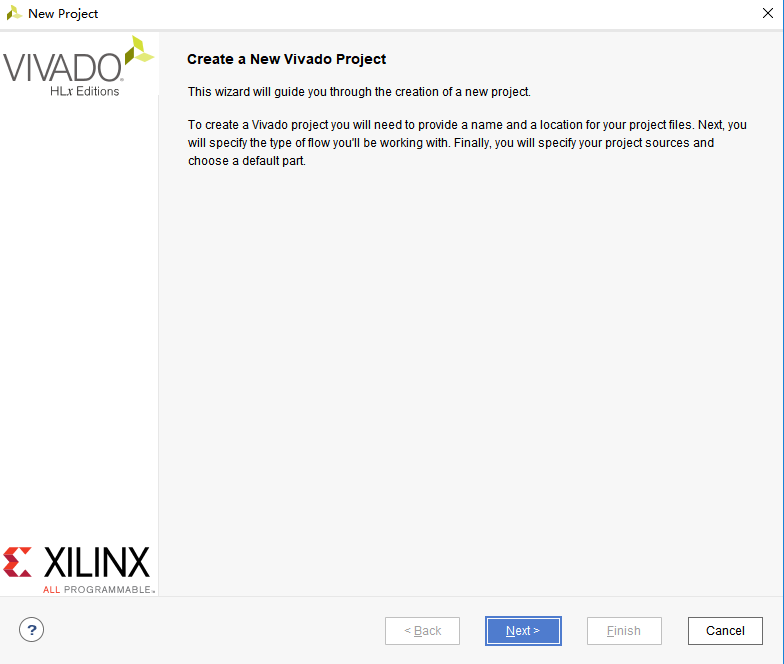 New Project
VIVADO
HLx Editions
Create a New Vivado Project
This wizard will guide you through the creation of a new project.
To create a Vivado project you will need to provide a name and a location for your project files. Next, you
will specify the type of flow you'll be working with. Finally, you will specify your project sources and
choose a default part.
XILINX
ALL PROGRAMMABLE™
?
< Back
Next >
Finish
Cancel